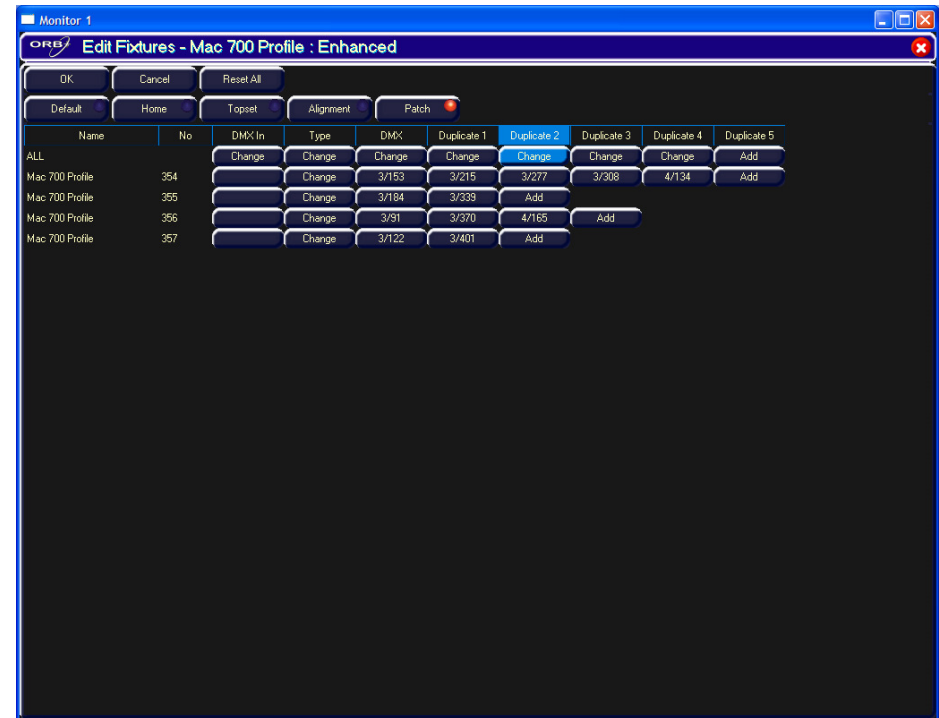 Monitor 1
ORB Edit Fixtures - Mac 700 Profile : Enhanced
OK Cancel Reset All
Default Home Topset Alignment Patch
Name No DMX In Type DMX Duplicate 1 Duplicate 2 Duplicate 3 Duplicate 4 Duplicate 5
ALL Change Change Change Change Change Change Change Add
Mac 700 Profile 354 Change 3/153 3/215 3/277 3/308 4/134 Add
Mac 700 Profile 355 Change 3/184 3/339 Add
Mac 700 Profile 356 Change 3/91 3/370 4/165 Add
Mac 700 Profile 357 Change 3/122 3/401 Add